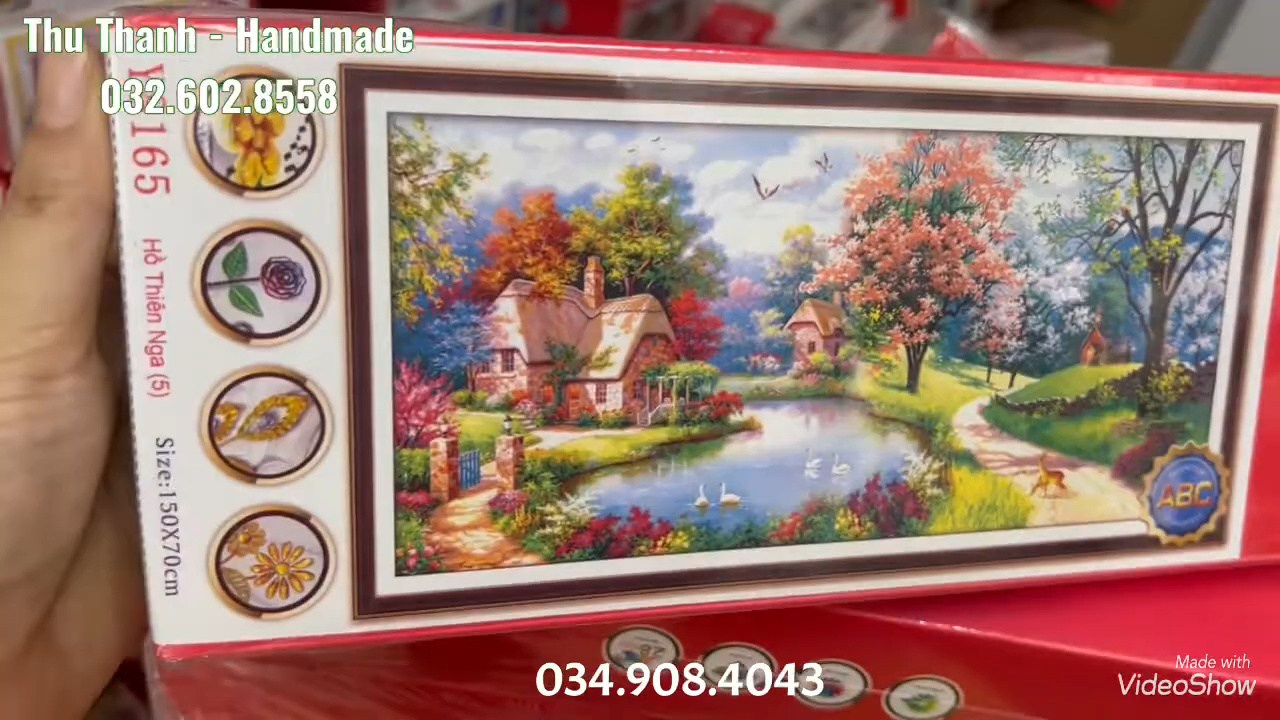 Thu Thanh - Handmade
032.602.8558
165
Hồ Thiên Nga (5)
Size:150X70cm
ABC
034.908.4043
Made with
VideoShow